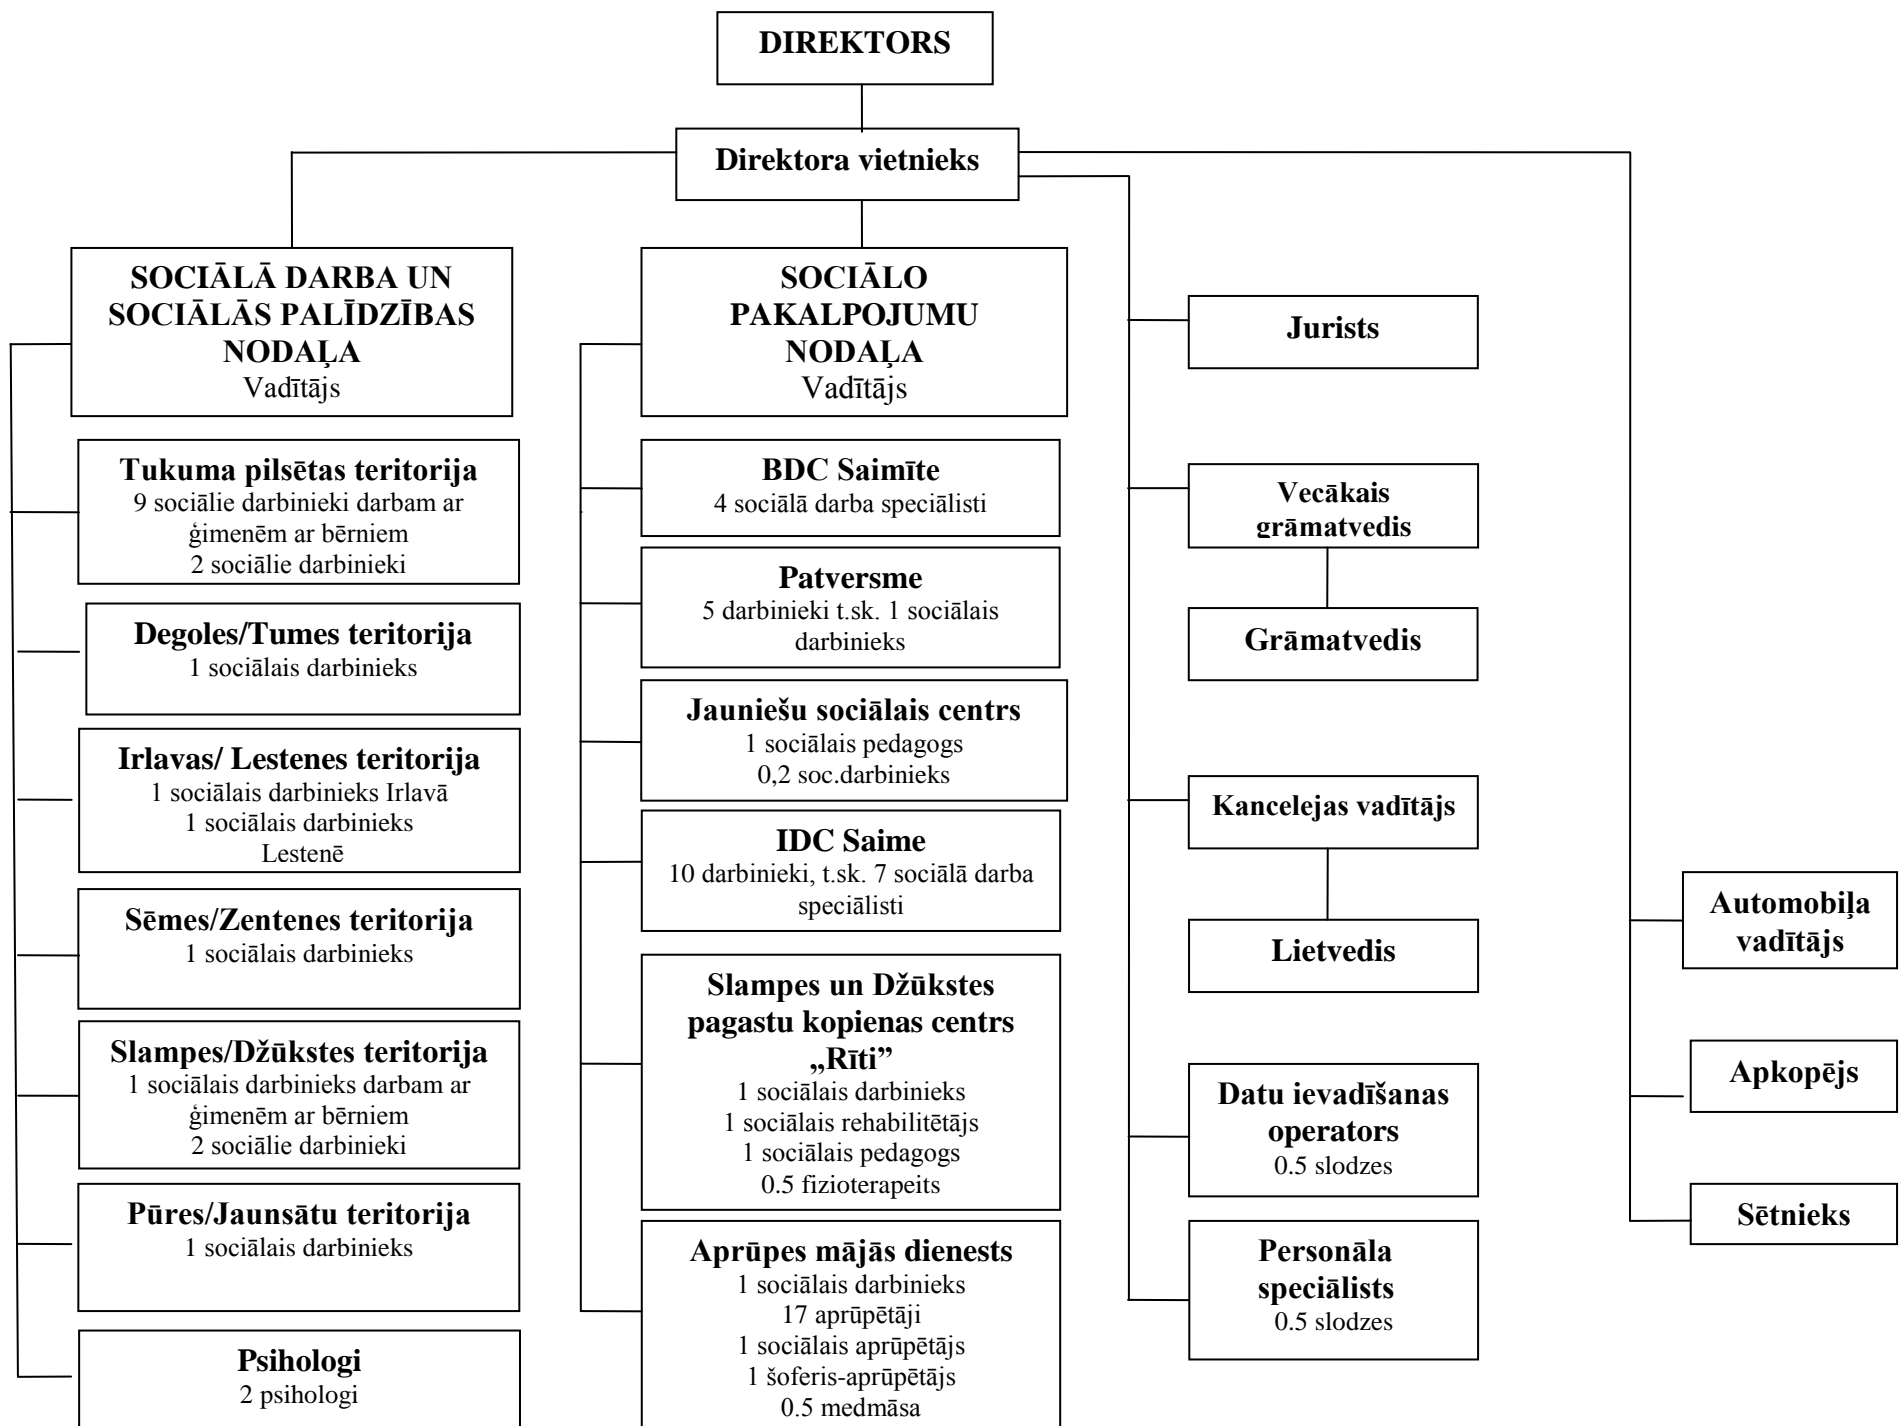 DIREKTORS
Direktora vietnieks
SOCIĀLĀ DARBA UN
SOCIĀLĀS PALĪDZĪBAS
NODAĻA
Vadītājs
Tukuma pilsētas teritorija
9 sociālie darbinieki darbam ar
ģimenēm ar bērniem
2 sociālie darbinieki
Degoles/Tumes teritorija
1 sociālais darbinieks
Irlavas/ Lestenes teritorija
1 sociālais darbinieks Irlavā
1 sociālais darbinieks
Lestenē
Sēmes/Zentenes teritorija
1 sociālais darbinieks
Slampes/Džūkstes teritorija
1 sociālais darbinieks darbam ar
ģimenēm ar bērniem
2 sociālie darbinieki
Pūres/Jaunsātu teritorija
1 sociālais darbinieks
Psihologi
2 psihologi
SOCIĀLO
PAKALPOJUMU
NODAĻA
Vadītājs
BDC Saimīte
4 sociālā darba speciālisti
Patversme
5 darbinieki t.sk. 1 sociālais
darbinieks
Jauniešu sociālais centrs
1 sociālais pedagogs
0,2 soc.darbinieks
IDC Saime
10 darbinieki, t.sk. 7 sociālā darba
speciālisti
Slampes un Džūkstes
pagastu kopienas centrs
„Rīti”
1 sociālais darbinieks
1 sociālais rehabilitētājs
1 sociālais pedagogs
0.5 fizioterapeits
Aprūpes mājās dienests
1 sociālais darbinieks
17 aprūpētāji
1 sociālais aprūpētājs
1 šoferis-aprūpētājs
0.5 medmāsa
Jurists
Vecākais
grāmatvedis
Grāmatvedis
Kancelejas vadītājs
Lietvedis
Datu ievadīšanas
operators
0.5 slodzes
Personāla
speciālists
0.5 slodzes
Automobiļa
vadītājs
Apkopējs
Sētnieks